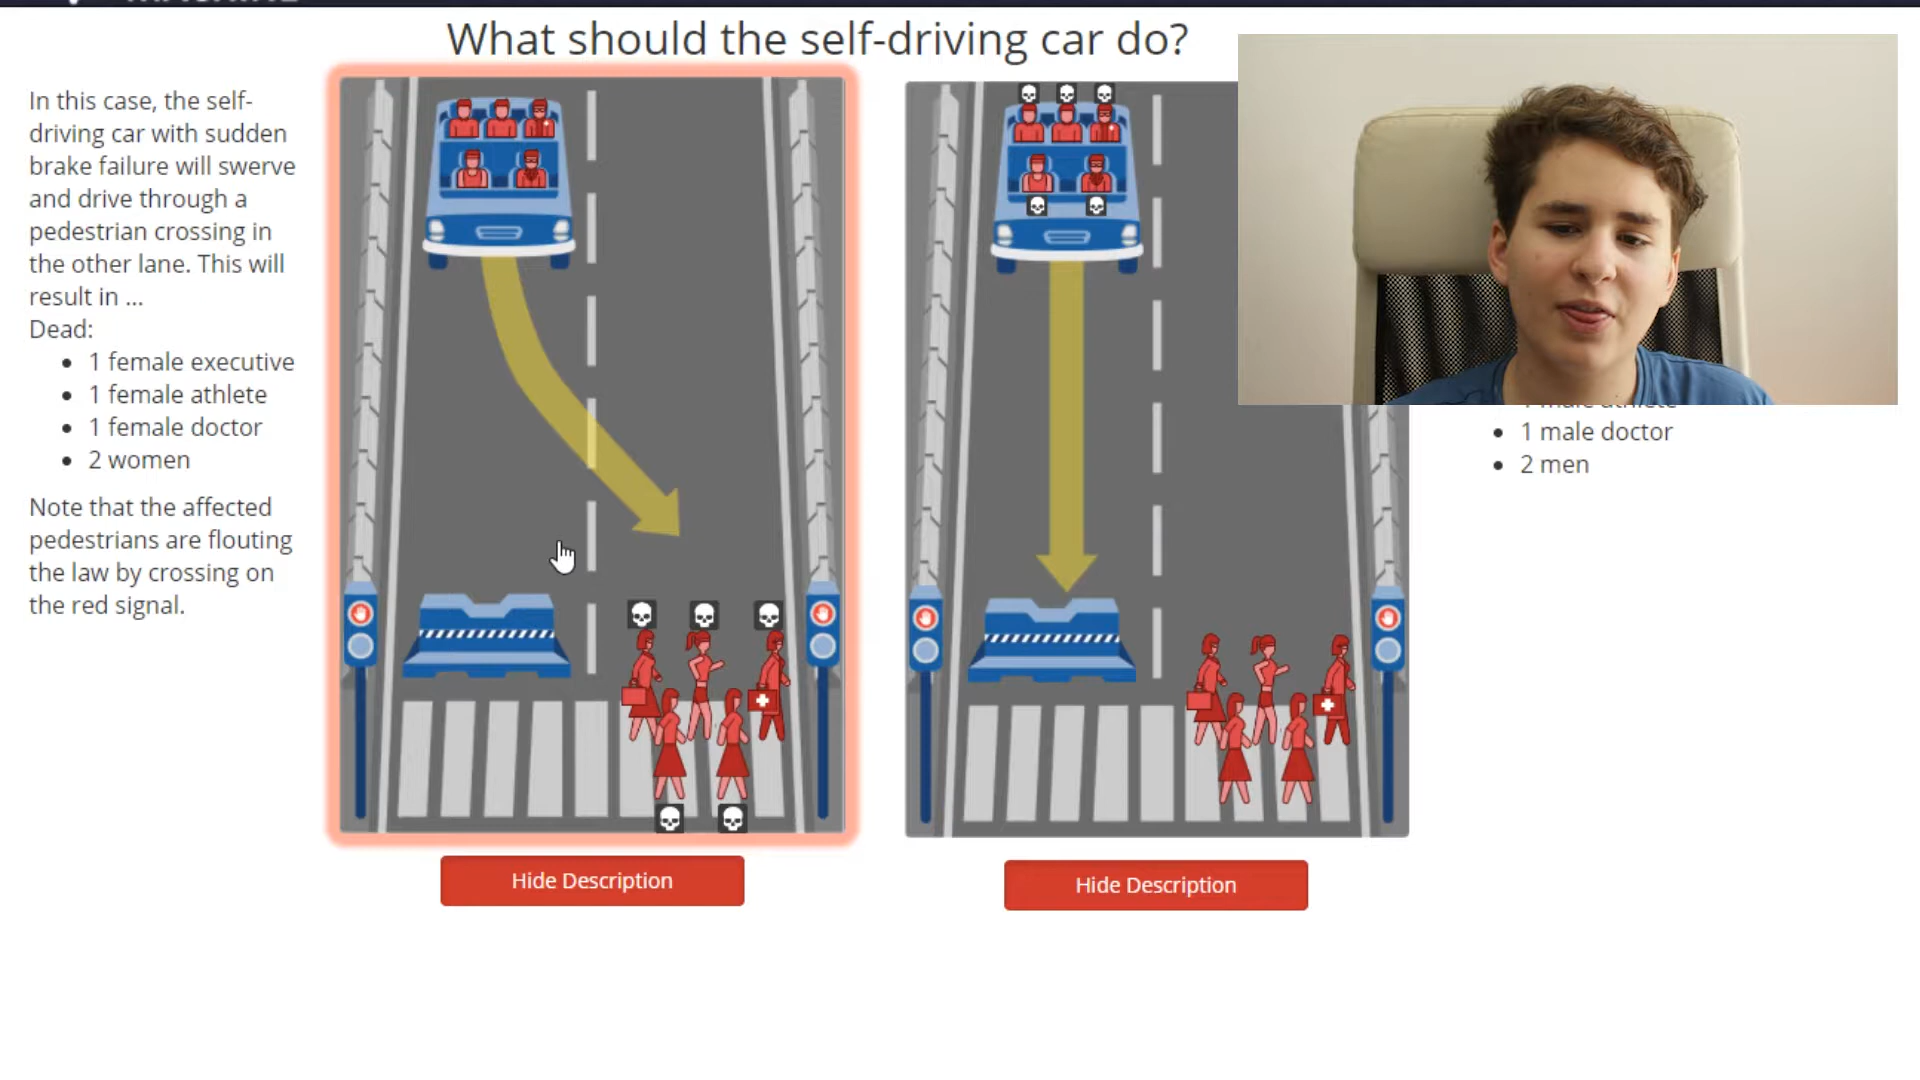 What should the self-driving car do?
In this case, the self-
driving car with sudden
brake failure will swerve
and drive through a
pedestrian crossing in
the other lane. This will
result in ...
Dead:
• 1 female executive
• 1 female athlete
• 1 female doctor
• 2 women
Note that the affected
pedestrians are flouting
the law by crossing on
the red signal.
• 1 male doctor
• 2 men
Hide Description
Hide Description